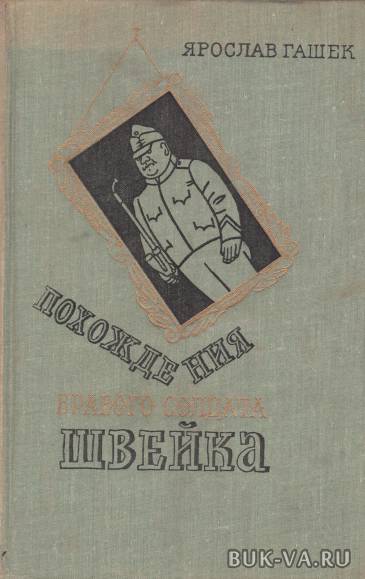 ЯРОСЛАВ ГАШЕК
ПОХОЖДЕНИЯ
БРАВОГО СОЛДАТА
ШВЕЙКА
BUK-VA.RU